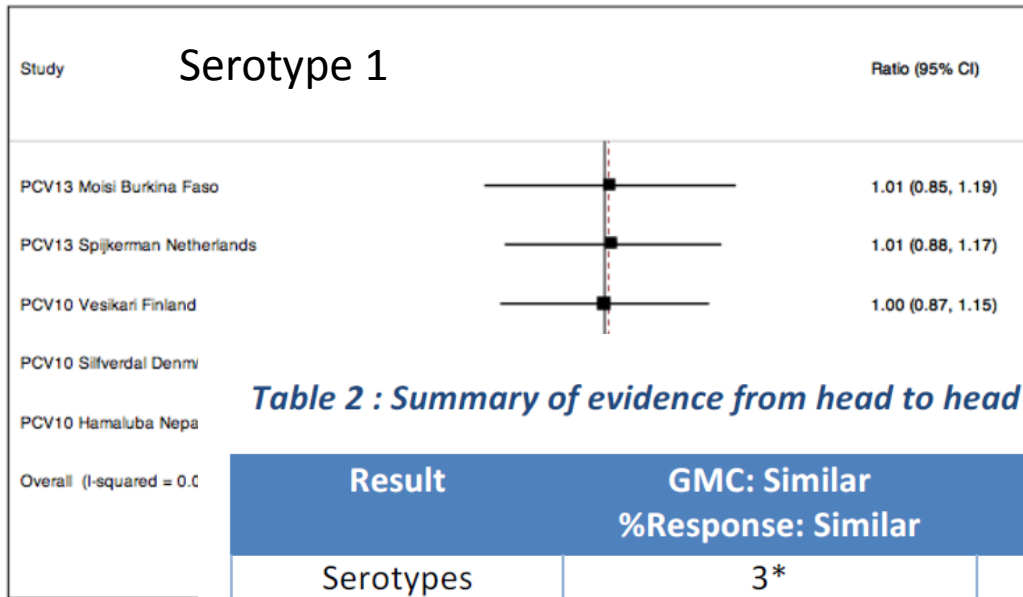 Study Serotype 1 Ratio (95% CI)
PCV13 Moisi Burkina Faso 1.01 (0.85, 1.19)
PCV13 Spijkerman Netherlands 1.01 (0.88, 1.17)
PCV10 Vesikari Finland 1.00 (0.87, 1.15)
PCV10 Silfverdal
PCV10 Hamaluba
Table 2 : Summary of evidence from head to head
Overall (I-squared =
Result GMC: Similar
%Response: Similar
Serotypes 3*